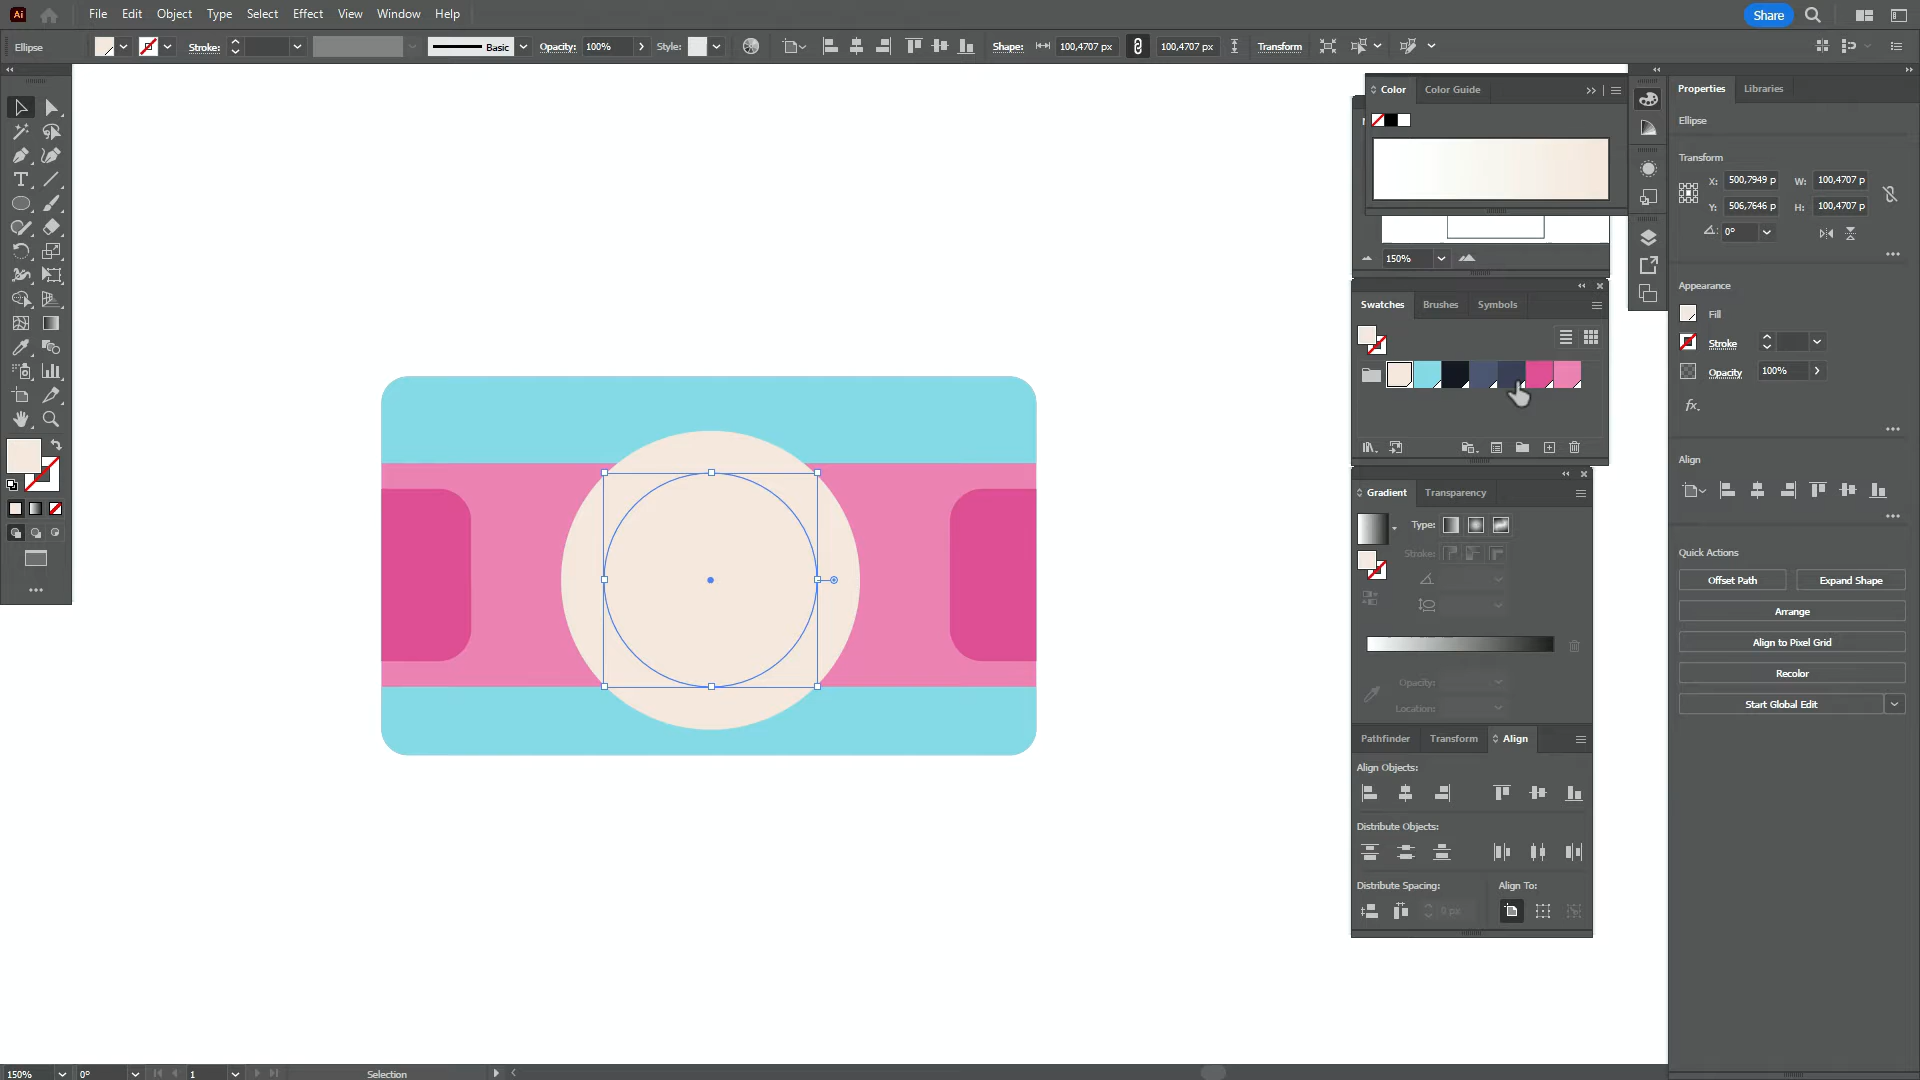 Ai File Edit Object Type Select Effect View Window Help Share
Ellipse Stroke: Basic Opacity: 100% Style: Shape: 100,4707 px 100,4707 px Transform
Color Color Guide
150%
Swatches Brushes Symbols
Gradient Transparency
Type:
Stroke:
Opacity:
Location:
Pathfinder Transform Align
Align Objects:
Distribute Objects:
Distribute Spacing: Align To:
0 px
Properties Libraries
Ellipse
Transform
X: 500,7949 p W: 100,4707 p
Y: 506,7646 p H: 100,4707 p
0°
Appearance
Fill
Stroke
Opacity 100%
fx.
Align
Quick Actions
Offset Path Expand Shape
Arrange
Align to Pixel Grid
Recolor
Start Global Edit
150% 0° 1 Selection